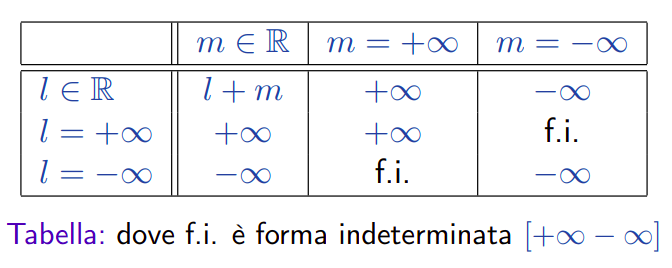 m ∈ ℝ m = +∞ m = −∞
l ∈ ℝ l + m +∞ −∞
l = +∞ +∞ +∞ f.i.
l = −∞ −∞ f.i. −∞
Tabella: dove f.i. è forma indeterminata [+∞ − ∞]